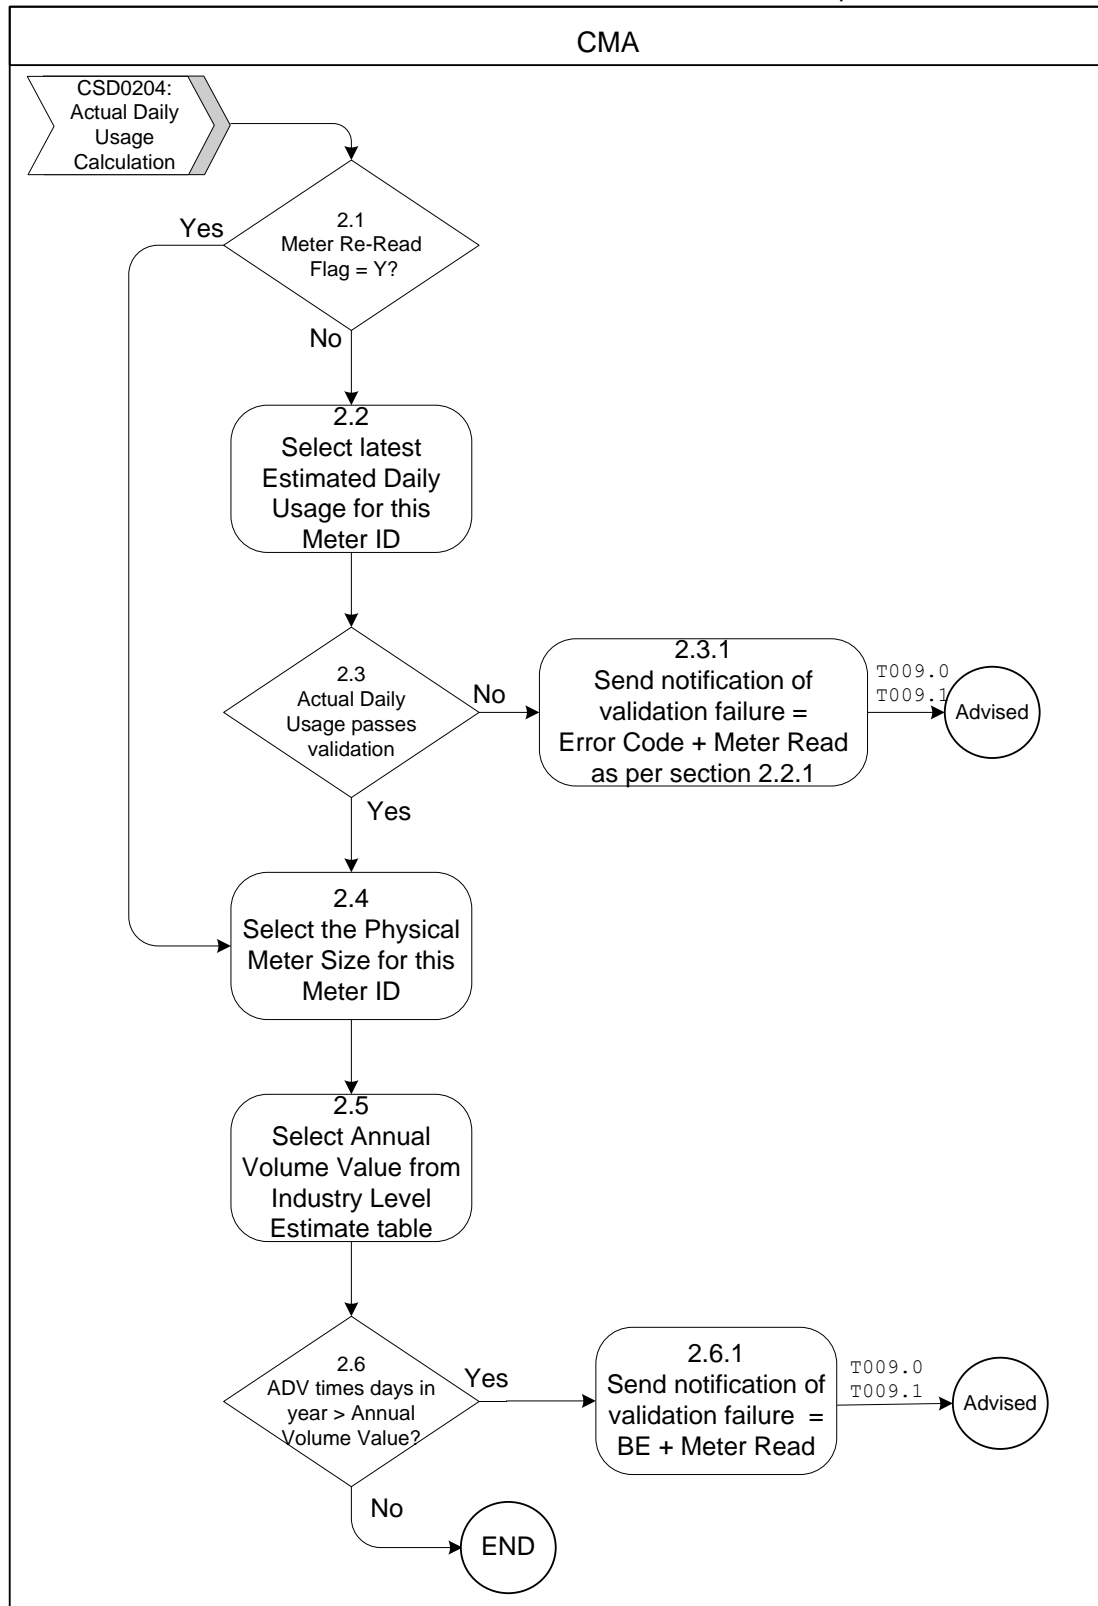 CMA
CSD0204:
Actual Daily
Usage
Calculation
Yes
2.1
Meter Re-Read
Flag = Y?
No
2.2
Select latest
Estimated Daily
Usage for this
Meter ID
2.3
Actual Daily
Usage passes
validation
No
2.3.1
Send notification of
validation failure =
Error Code + Meter Read
as per section 2.2.1
T009.0
T009.1
Advised
Yes
2.4
Select the Physical
Meter Size for this
Meter ID
2.5
Select Annual
Volume Value from
Industry Level
Estimate table
2.6
ADV times days in
year > Annual
Volume Value?
Yes
2.6.1
Send notification of
validation failure =
BE + Meter Read
T009.0
T009.1
Advised
No
END